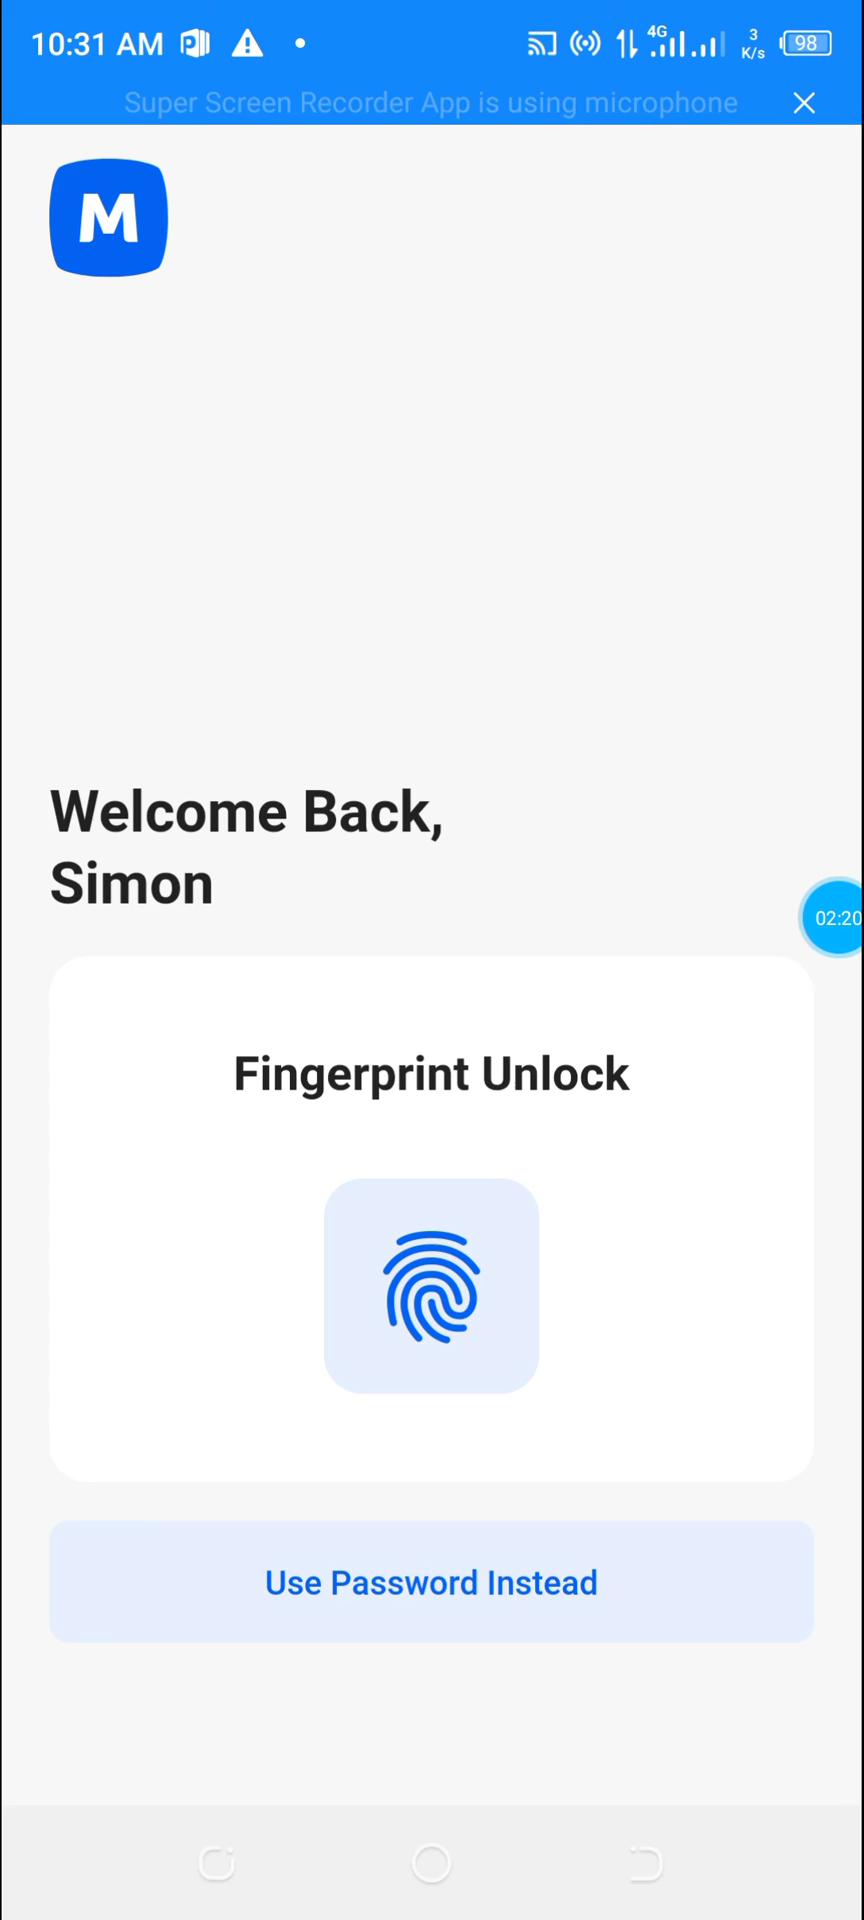 10:31 AM
4G
3
K/s
98
Super Screen Recorder App is using microphone
M
Welcome Back,
Simon
02:20
Fingerprint Unlock
Use Password Instead